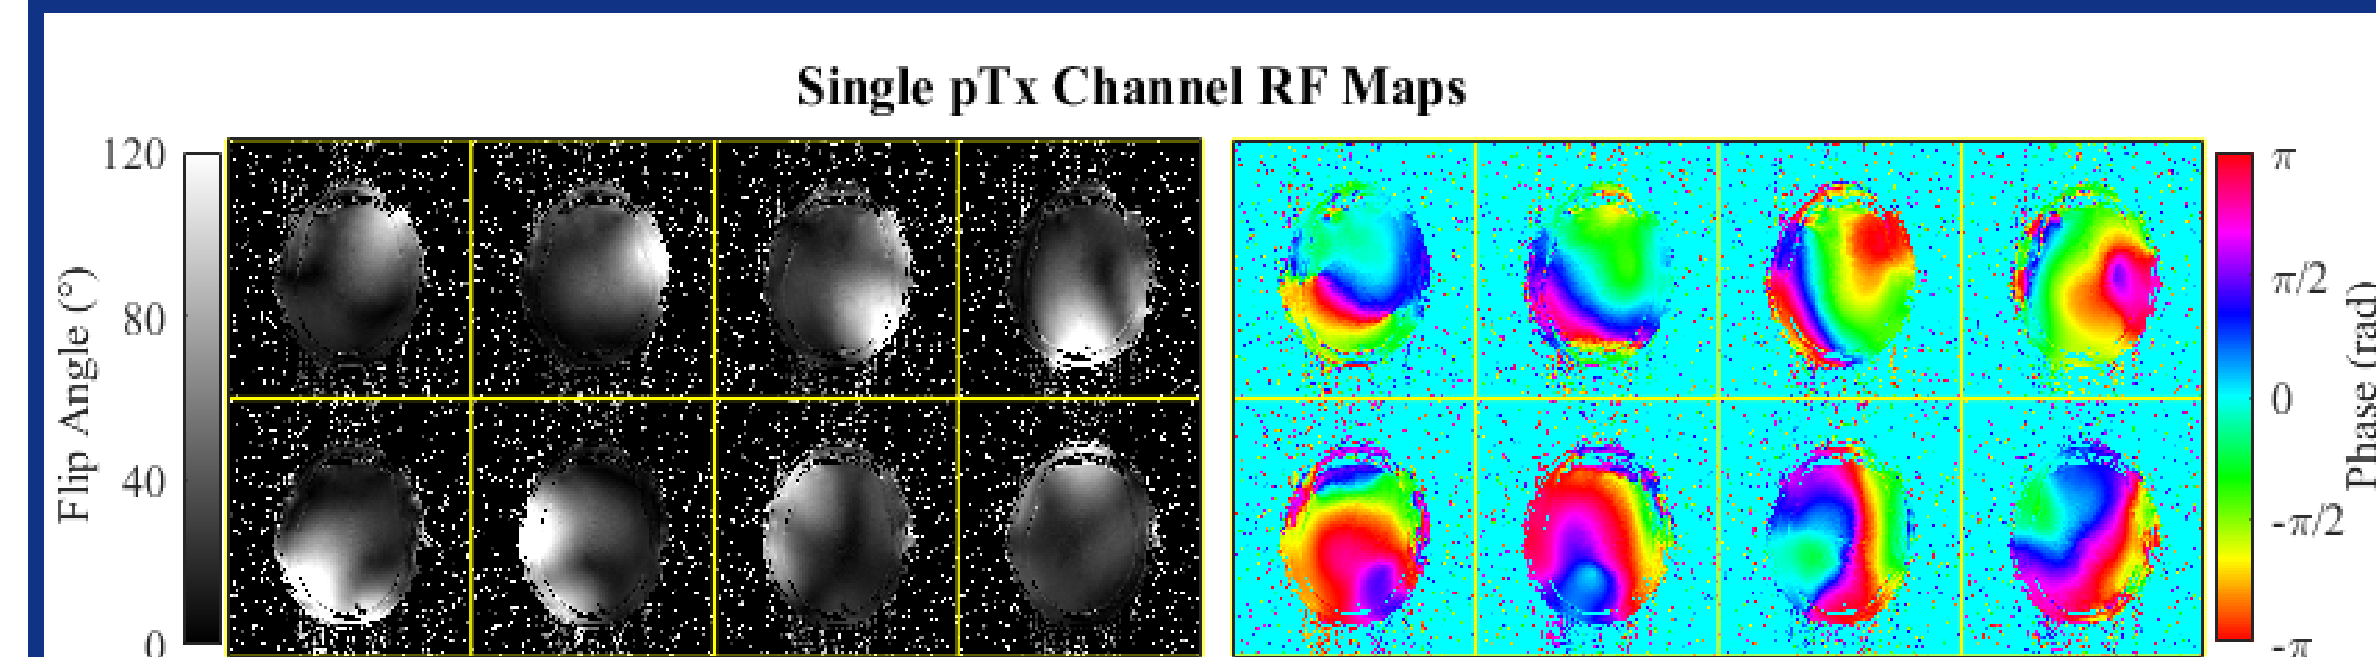 Single pTx Channel RF Maps
Flip Angle (°)
120
80
40
0
π
π/2
0
-π/2
-π
Phase (rad)